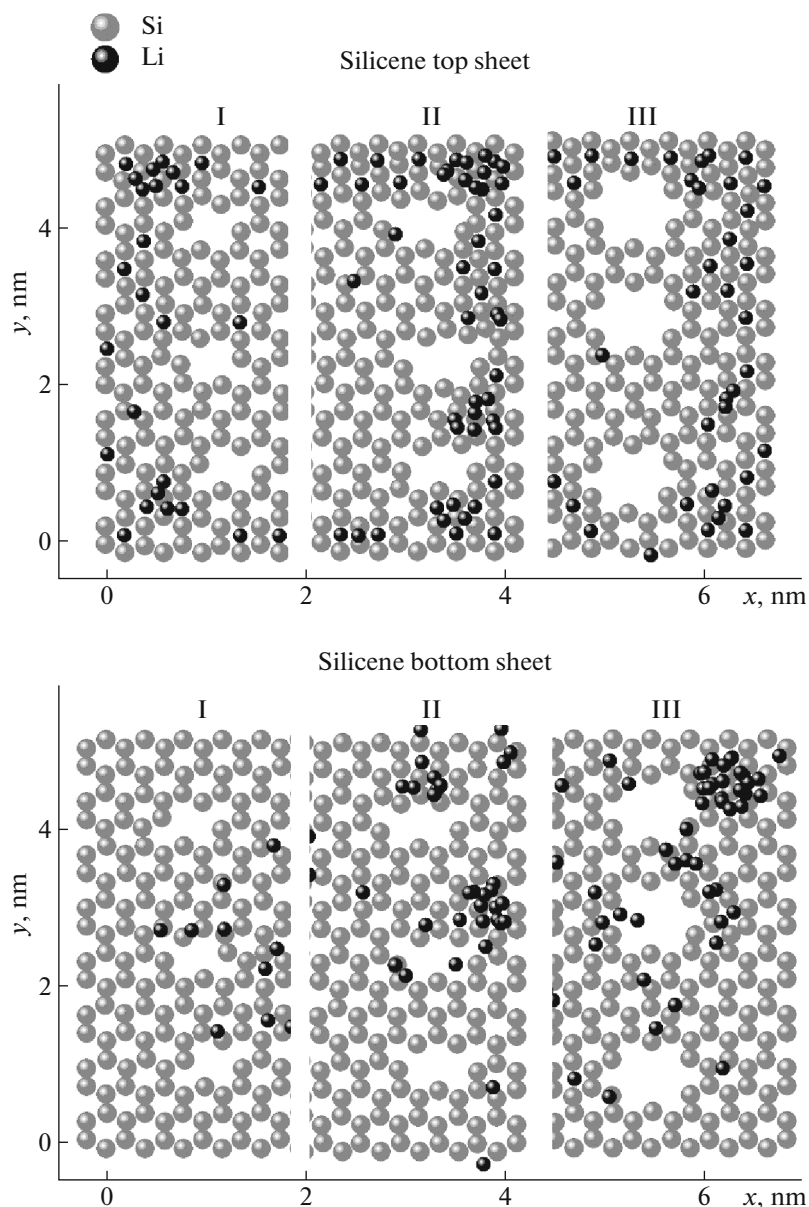 Si
Li
Silicene top sheet
I II III
4
2
0
y, nm
0 2 4 6 x, nm
Silicene bottom sheet
I II III
4
2
0
y, nm
0 2 4 6 x, nm